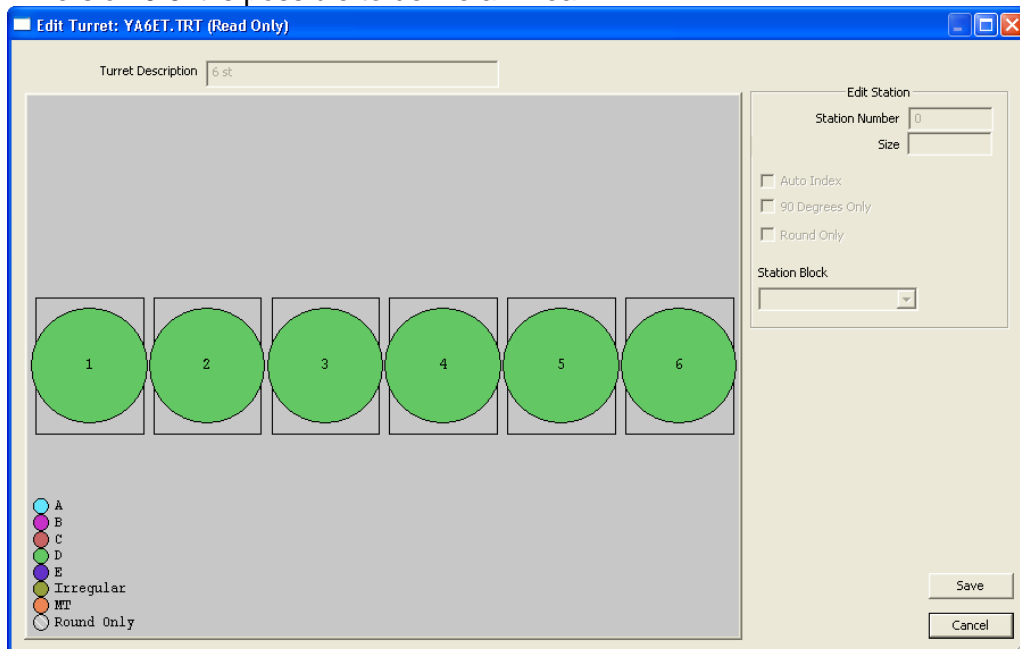 Edit Turret: YA6ET.TRT (Read Only)
Turret Description 6 st
Edit Station
Station Number 0
Size
Auto Index
90 Degrees Only
Round Only
Station Block
1 2 3 4 5 6
A
B
C
D
E
Irregular
MT
Round Only
Save
Cancel